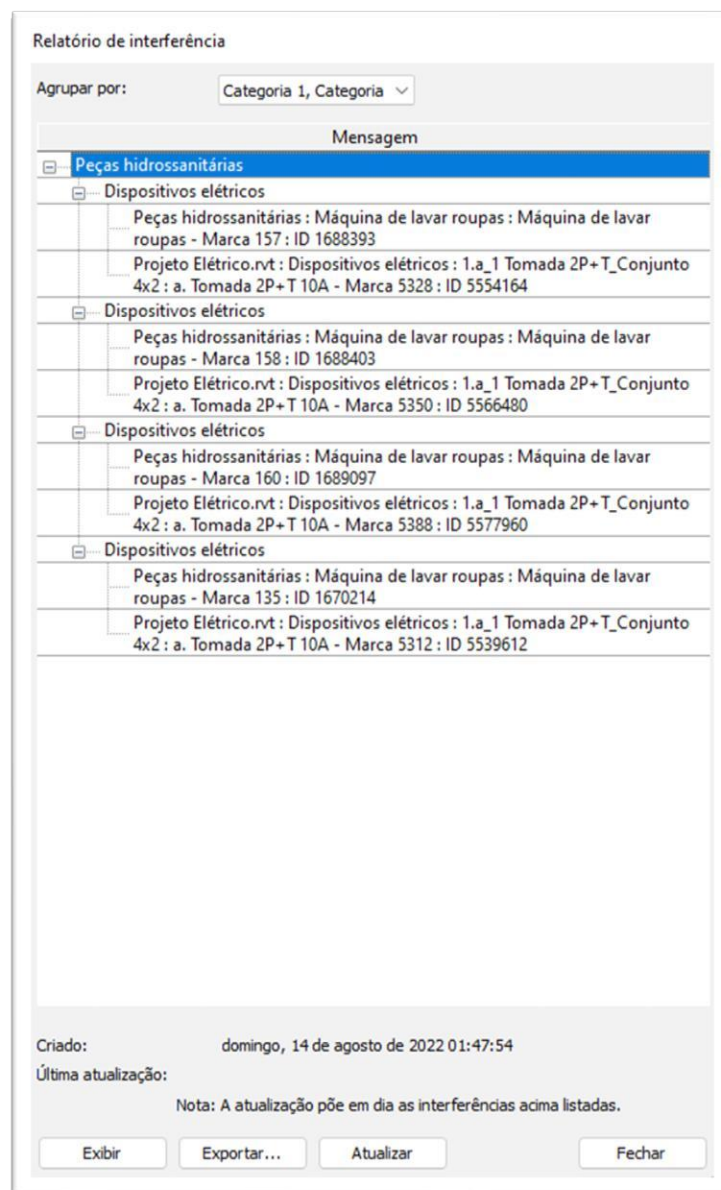 Relatório de interferência
Agrupar por: Categoria 1, Categoria
Mensagem
Peças hidrossanitárias
Dispositivos elétricos
Peças hidrossanitárias : Máquina de lavar roupas : Máquina de lavar
roupas - Marca 157 : ID 1688393
Projeto Elétrico.rvt : Dispositivos elétricos : 1.a_1 Tomada 2P+T_Conjunto
4x2 : a. Tomada 2P+T 10A - Marca 5328 : ID 5554164
Dispositivos elétricos
Peças hidrossanitárias : Máquina de lavar roupas : Máquina de lavar
roupas - Marca 158 : ID 1688403
Projeto Elétrico.rvt : Dispositivos elétricos : 1.a_1 Tomada 2P+T_Conjunto
4x2 : a. Tomada 2P+T 10A - Marca 5350 : ID 5566480
Dispositivos elétricos
Peças hidrossanitárias : Máquina de lavar roupas : Máquina de lavar
roupas - Marca 160 : ID 1689097
Projeto Elétrico.rvt : Dispositivos elétricos : 1.a_1 Tomada 2P+T_Conjunto
4x2 : a. Tomada 2P+T 10A - Marca 5388 : ID 5577960
Dispositivos elétricos
Peças hidrossanitárias : Máquina de lavar roupas : Máquina de lavar
roupas - Marca 135 : ID 1670214
Projeto Elétrico.rvt : Dispositivos elétricos : 1.a_1 Tomada 2P+T_Conjunto
4x2 : a. Tomada 2P+T 10A - Marca 5312 : ID 5539612
Criado: domingo, 14 de agosto de 2022 01:47:54
Última atualização:
Nota: A atualização põe em dia as interferências acima listadas.
Exibir Exportar... Atualizar Fechar